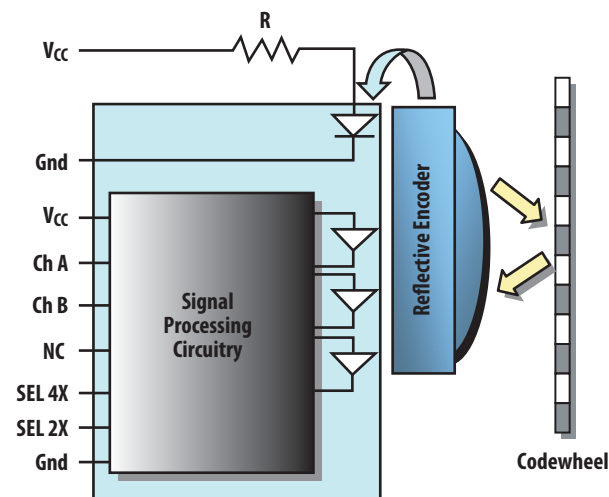 R
VCC
Gnd
VCC
Ch A
Ch B
NC
SEL 4X
SEL 2X
Gnd
Signal
Processing
Circuitry
Reflective Encoder
Codewheel